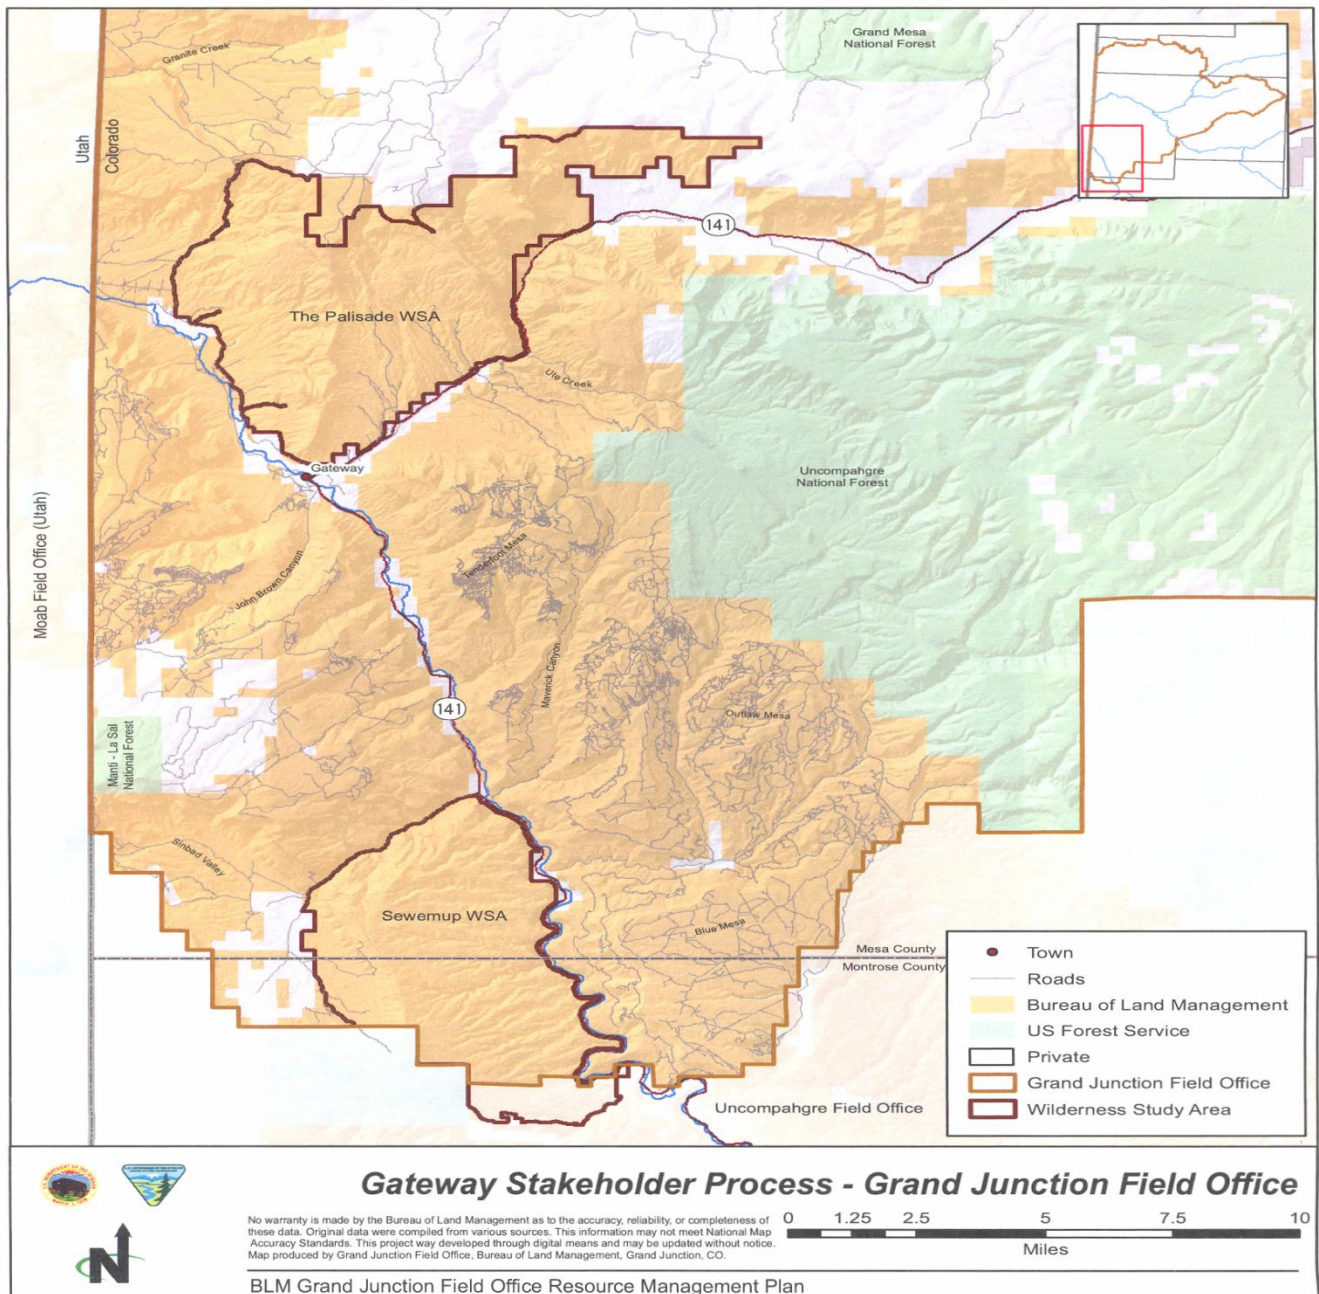 Grand Mesa
National Forest
Granite Creek
Utah
Colorado
141
The Palisade WSA
Ute Creek
Gateway
Uncompahgre
National Forest
Moab Field Office (Utah)
Tenderfoot Mesa
John Brown Canyon
Maverick Canyon
141
Outlaw Mesa
Manti - La Sal
National Forest
Sinbad Valley
Sewemup WSA
Blue Mesa
Mesa County
Montrose County
Uncompahgre Field Office
Town
Roads
Bureau of Land Management
US Forest Service
Private
Grand Junction Field Office
Wilderness Study Area
Gateway Stakeholder Process - Grand Junction Field Office
No warranty is made by the Bureau of Land Management as to the accuracy, reliability, or completeness of
these data. Original data were compiled from various sources. This information may not meet National Map
Accuracy Standards. This project way developed through digital means and may be updated without notice.
Map produced by Grand Junction Field Office, Bureau of Land Management, Grand Junction, CO.
0 1.25 2.5 5 7.5 10
Miles
N
BLM Grand Junction Field Office Resource Management Plan